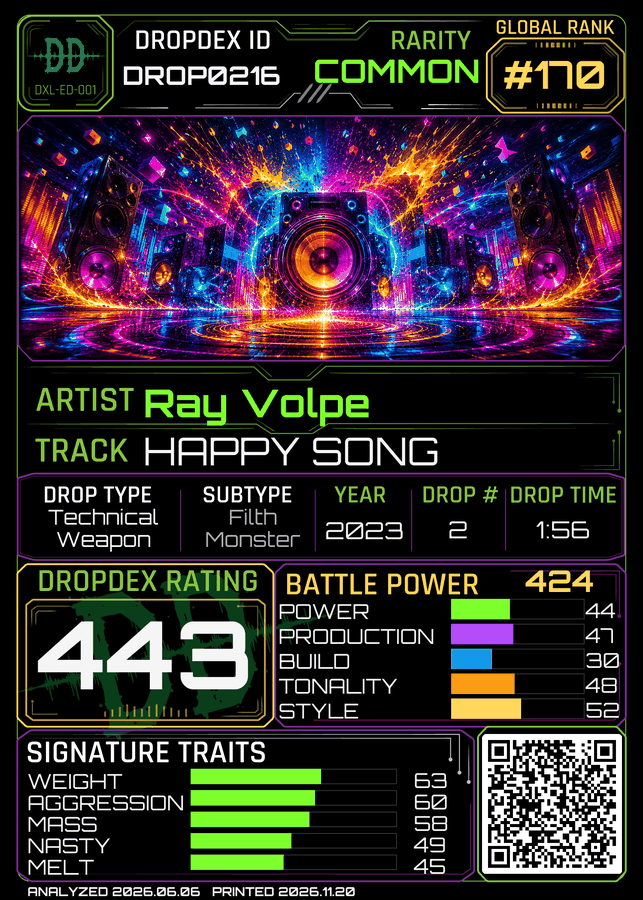 DD
DXL-ED-001
DROPDEX ID
DROP0216
RARITY
COMMON
GLOBAL RANK
#170
ARTIST Ray Volpe
TRACK HAPPY SONG
DROP TYPE
Technical
Weapon
SUBTYPE
Filth
Monster
YEAR
2023
DROP #
2
DROP TIME
1:56
DROPDEX RATING
443
BATTLE POWER 424
POWER 44
PRODUCTION 47
BUILD 30
TONALITY 48
STYLE 52
SIGNATURE TRAITS
WEIGHT 63
AGGRESSION 60
MASS 58
NASTY 49
MELT 45
ANALYZED 2026.06.06 PRINTED 2026.11.20